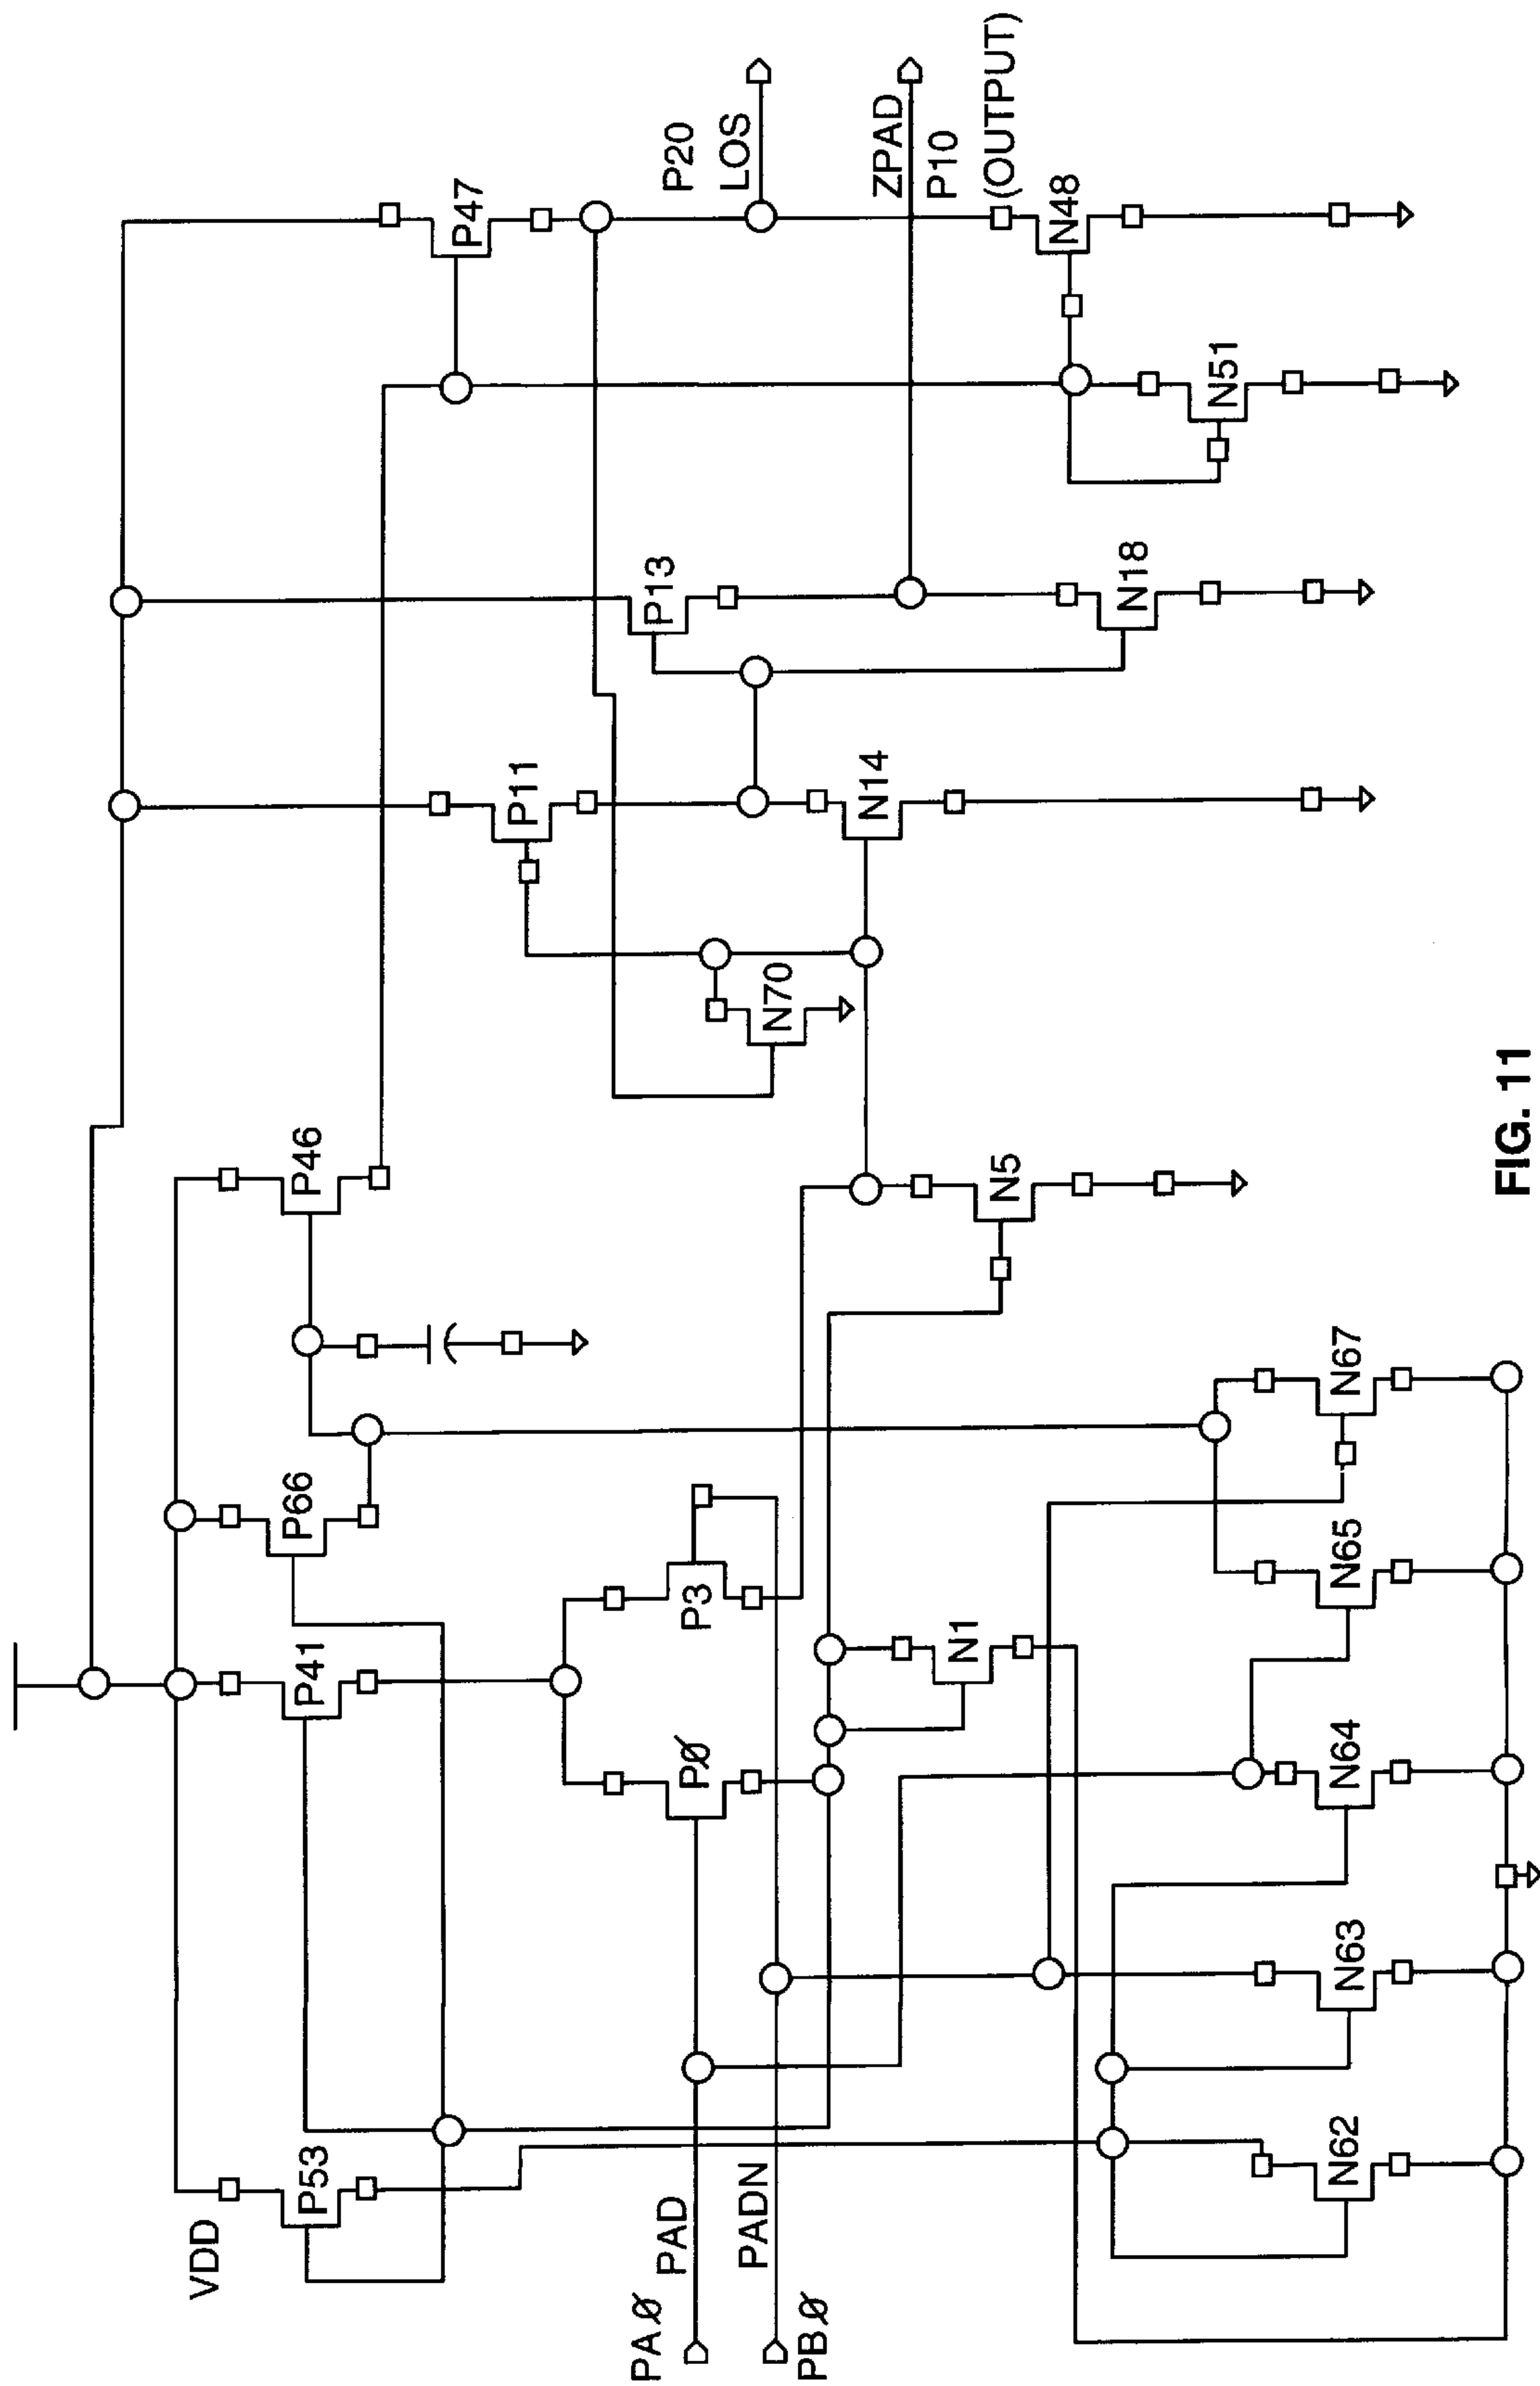 VDD
P53
P41
P66
P46
P47
P11
PAØ
PAD
PØ
P3
P13
P20
LOS
PADN
N70
PBØ
N14
ZPAD
P10
(OUTPUT)
N1
N5
N48
N18
N51
N62
N63
N64
N65
N67
FIG. 11